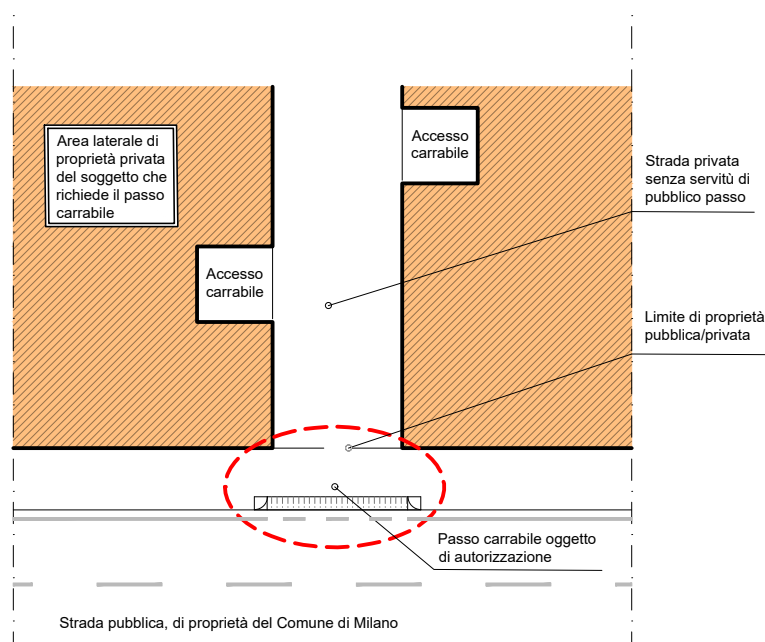 Area laterale di
proprietà privata
del soggetto che
richiede il passo
carrabile
Accesso
carrabile
Strada privata
senza servitù di
pubblico passo
Accesso
carrabile
Limite di proprietà
pubblica/privata
Passo carrabile oggetto
di autorizzazione
Strada pubblica, di proprietà del Comune di Milano